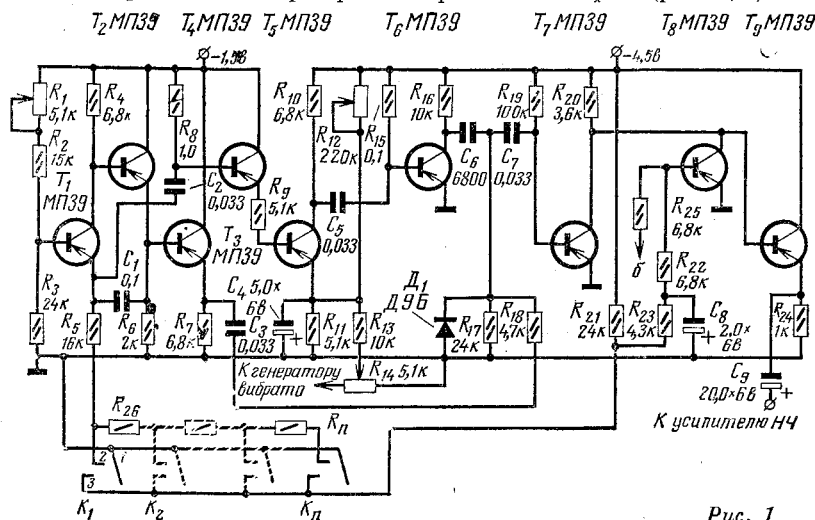 T₂ МП39 T₄ МП39 T₅ МП39 T₆ МП39 T₇ МП39 T₈ МП39 T₉ МП39
-1,5в
-4,5в
R₁
5,1к
R₄
6,8к
R₈
1,0
R₁₀
6,8к
R₁₂
220к
R₁₅
0,1
R₁₆
10к
R₁₉
100к
R₂₀
3,6к
R₂
15к
T₁
МП39
C₂
0,033
R₉
5,1к
C₅
0,033
C₆
6800
C₇
0,033
R₂₅
6,8к
б
R₂₂
6,8к
T₃
МП39
C₁
0,1
C₄ 5,0×
6в
C₃
0,033
Д₁
Д9Б
R₃
24к
R₅
16к
R₆
2к
R₇
6,8к
R₁₁
5,1к
R₁₃
10к
R₁₇
24к
R₁₈
4,7к
R₂₁
24к
R₂₃
4,3к
C₈
2,0×
6в
R₂₄
1к
К генератору
вибрато
R₁₄ 5,1к
C₉
20,0×6в
К усилителю НЧ
R₂₆
Rп
2
1
3
K₁
K₂
Kп
Рис. 1